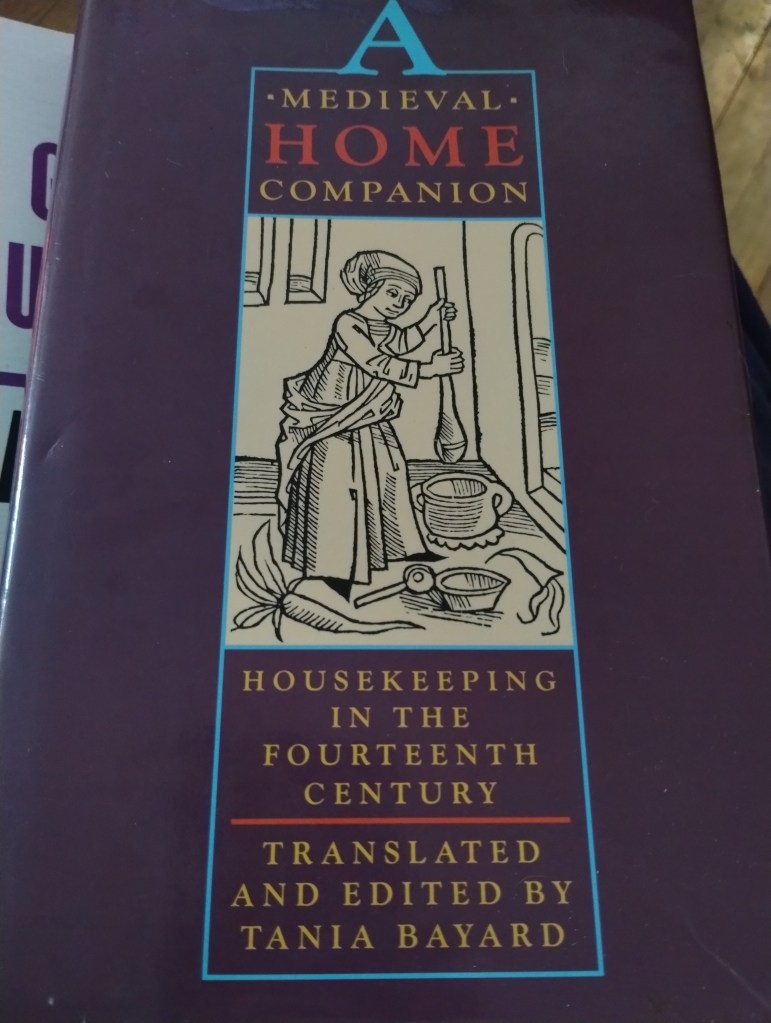 A
·MEDIEVAL·
HOME
COMPANION
HOUSEKEEPING
IN THE
FOURTEENTH
CENTURY
TRANSLATED
AND EDITED BY
TANIA BAYARD